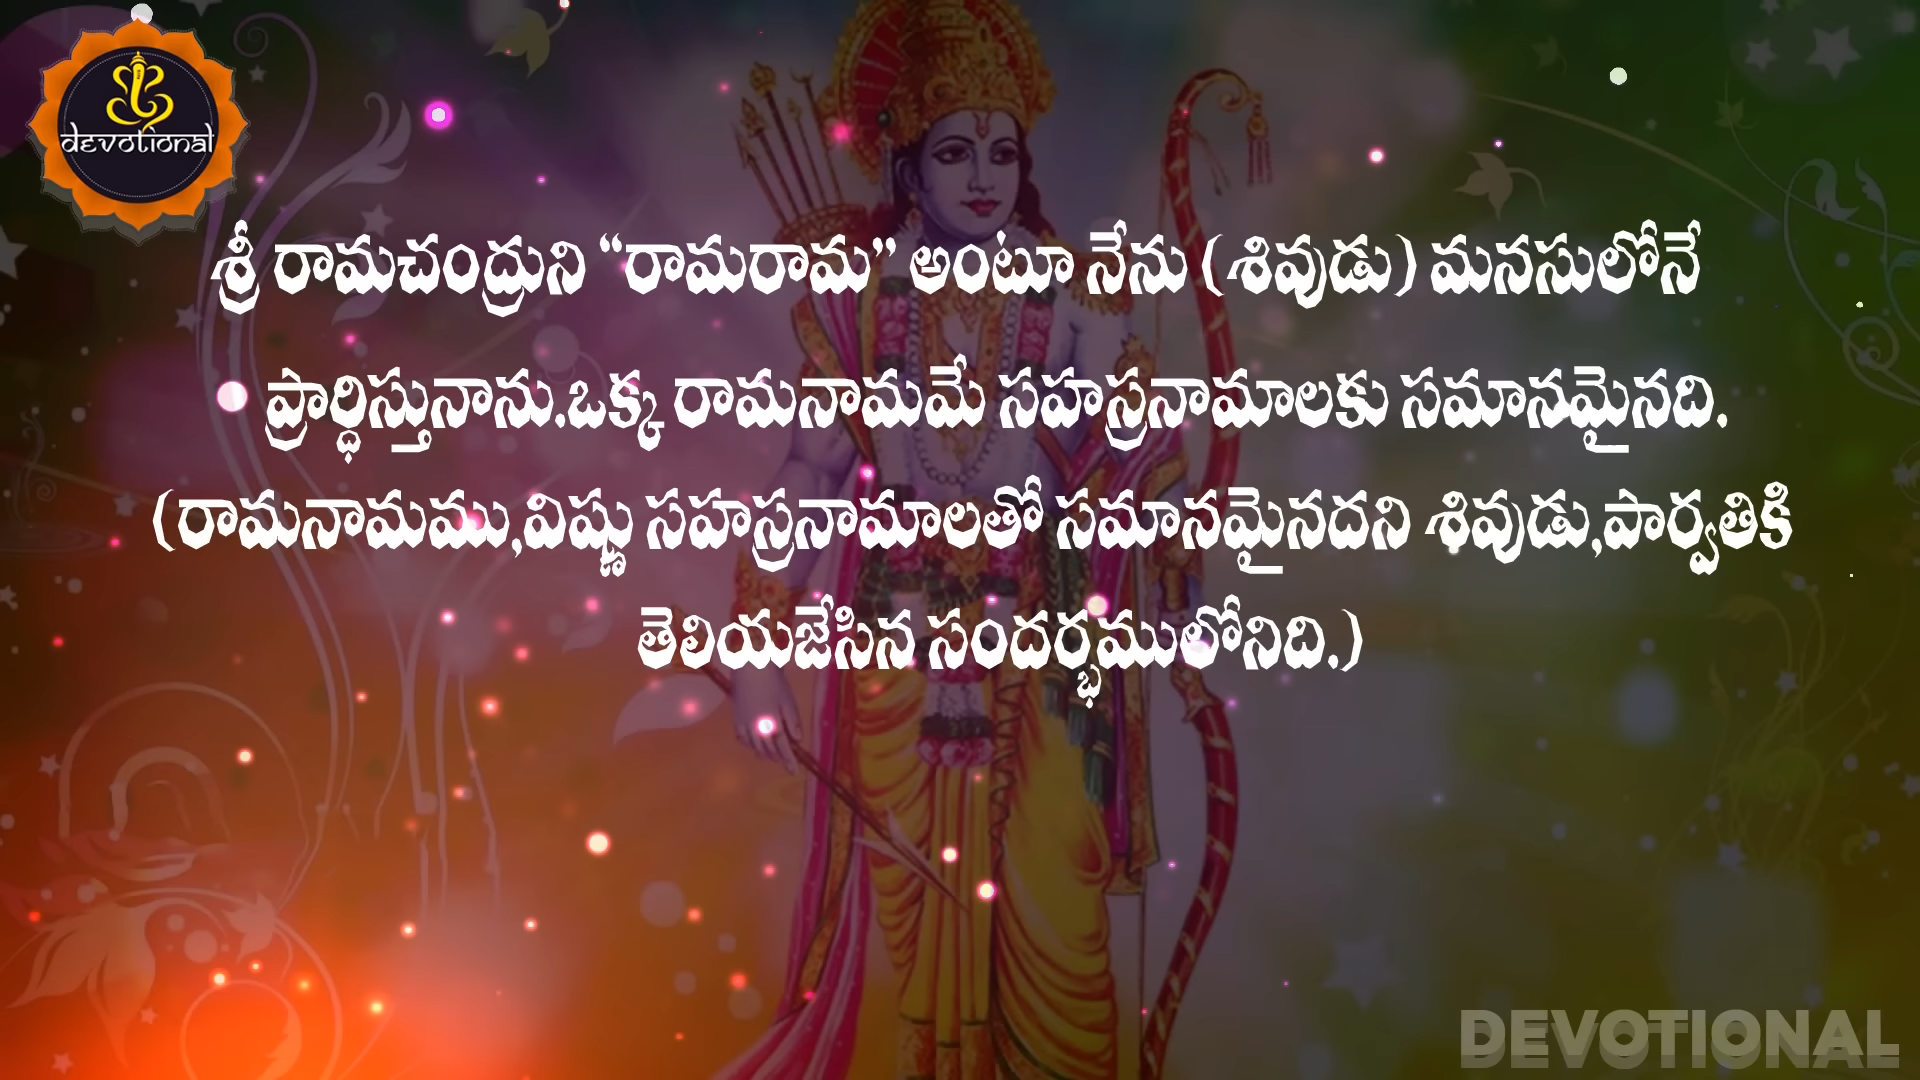 devotional
శ్రీ రామచంద్రుని “రామరామ” అంటూ నేను ( శివుడు) మనసులోనే
ప్రార్ధిస్తునాను.ఒక్క రామనామమే సహస్రనామాలకు సమానమైనది.
(రామనామము,విష్ణు సహస్రనామాలతో సమానమైనదని శివుడు,పార్వతికి
తెలియజేసిన సందర్భములోనిది.)
DEVOTIONAL